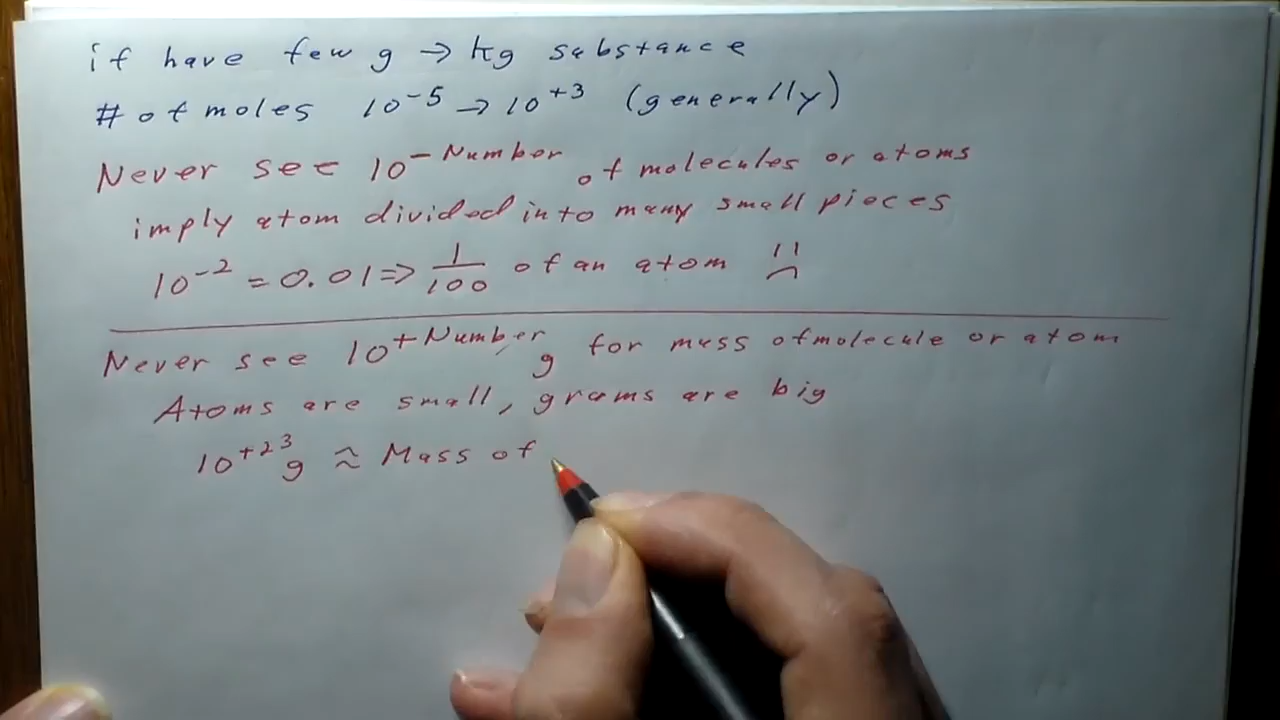 if have few g → kg substance
# of moles 10⁻⁵ → 10⁺³ (generally)
Never see 10⁻ᴺᵘᵐᵇᵉʳ of molecules or atoms
imply atom divided into many small pieces
10⁻² = 0.01 ⇒ 1/100 of an atom
Never see 10⁺ᴺᵘᵐᵇᵉʳ g for mass of molecule or atom
Atoms are small, grams are big
10⁺²³ g ≈ Mass of